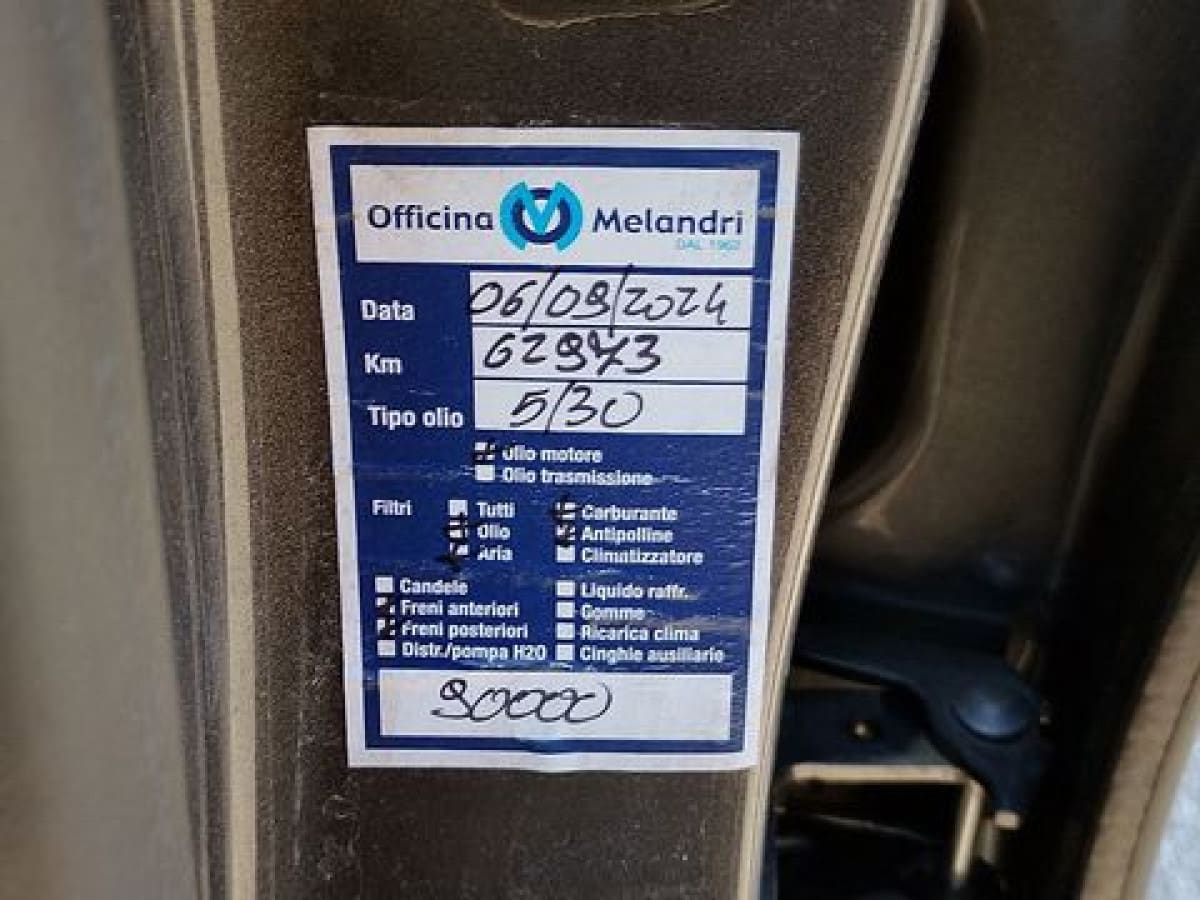 Officina Melandri
DAL 1962
Data 06/09/2024
Km 62973
Tipo olio 5/30
Olio motore
Olio trasmissione
Filtri Tutti Carburante
Olio Antipolline
Aria Climatizzatore
Candele Liquido raffr.
Freni anteriori Gomme
Freni posteriori Ricarica clima
Distr./pompa H2O Cinghie ausiliarie
90000